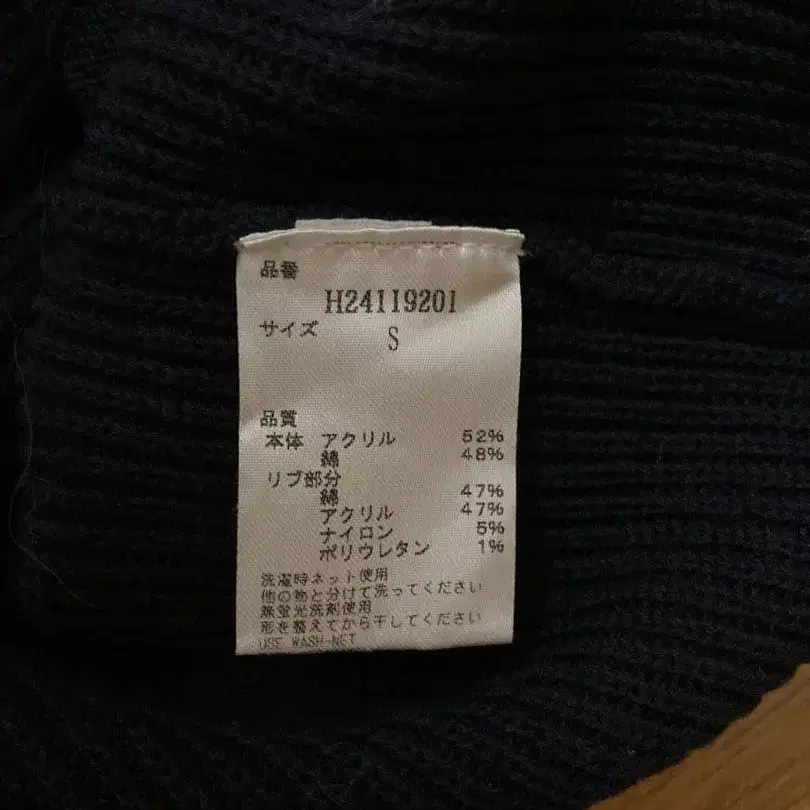 品番
H24119201
サイズ
S
品質
本体 アクリル 52%
綿 48%
リブ部分
綿 47%
アクリル 47%
ナイロン 5%
ポリウレタン 1%
洗濯時ネット使用
他の物と分けて洗ってください
無蛍光洗剤使用
形を整えてから干してください
USE WASH-NET